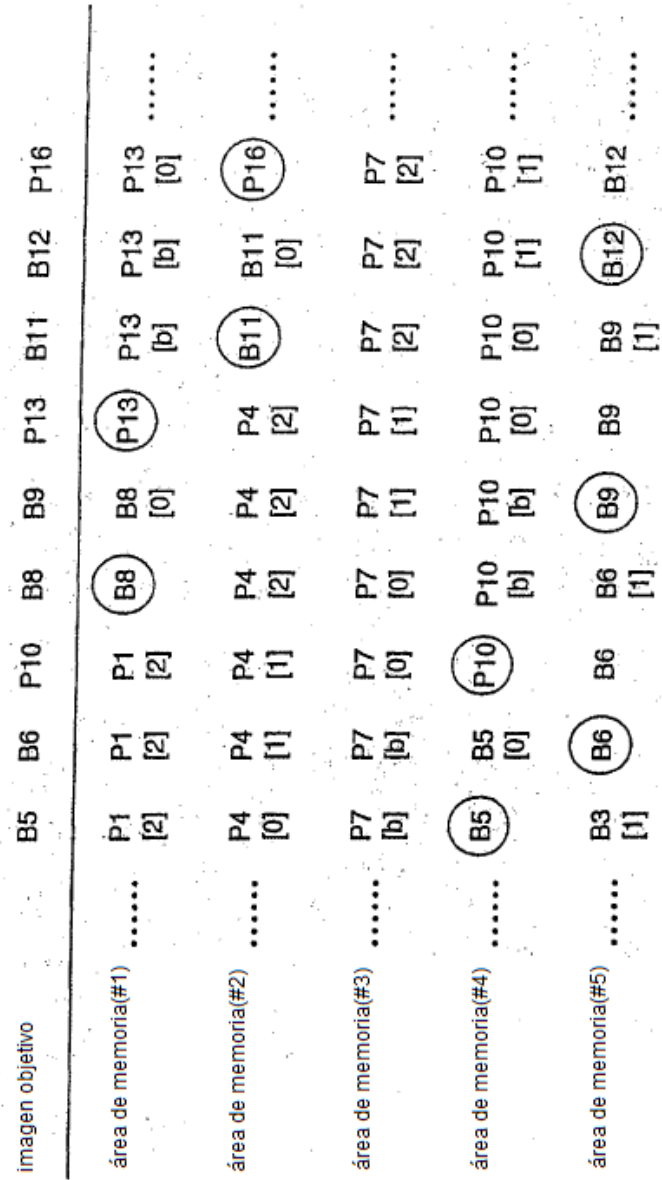 imagen objetivo B5 B6 P10 B8 B9 P13 B11 B12 P16
área de memoria(#1) ...... P1 P1 P1 B8 B8 P13 P13 P13 P13 ......
[2] [2] [2] [0] [b] [b] [0]
área de memoria(#2) ...... P4 P4 P4 P4 P4 P4 B11 B11 P16 ......
[0] [1] [1] [2] [2] [2] [0]
área de memoria(#3) ...... P7 P7 P7 P7 P7 P7 P7 P7 P7 ......
[b] [b] [0] [0] [1] [1] [2] [2] [2]
área de memoria(#4) ...... B5 B5 P10 P10 P10 P10 P10 P10 P10 ......
[0] [b] [b] [0] [0] [1] [1]
área de memoria(#5) ...... B3 B6 B6 B6 B9 B9 B9 B12 B12 ......
[1] [1] [1]